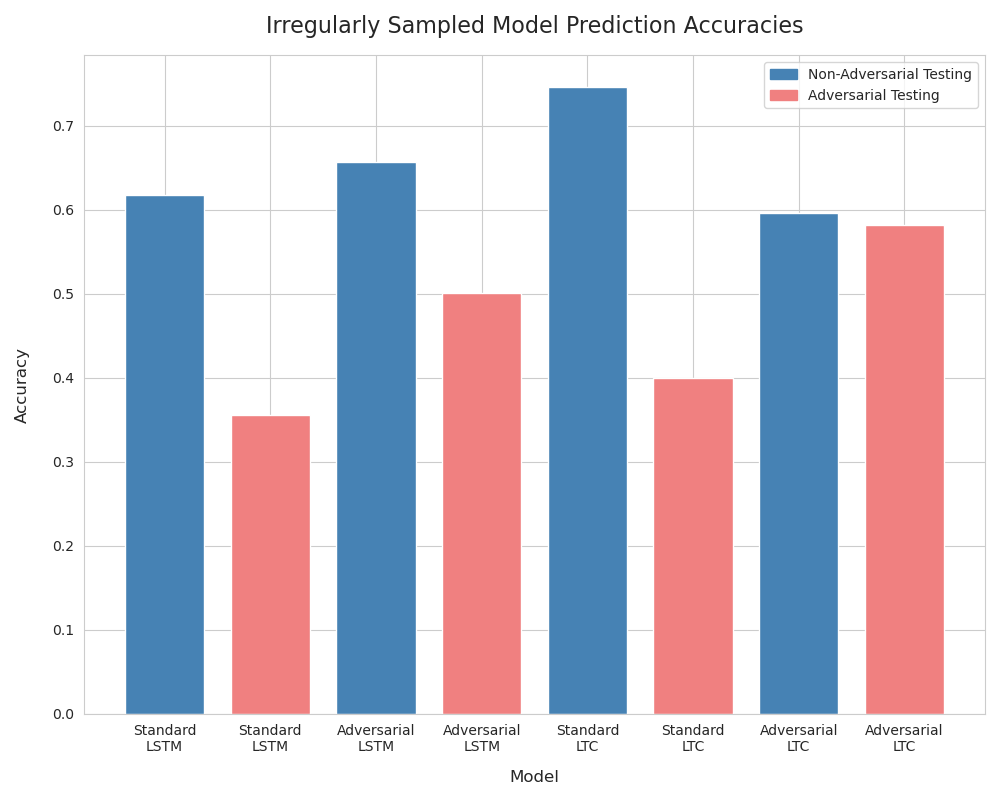 Irregularly Sampled Model Prediction Accuracies
Non-Adversarial Testing
Adversarial Testing
Accuracy
0.7
0.6
0.5
0.4
0.3
0.2
0.1
0.0
Standard LSTM
Standard LSTM
Adversarial LSTM
Adversarial LSTM
Standard LTC
Standard LTC
Adversarial LTC
Adversarial LTC
Model